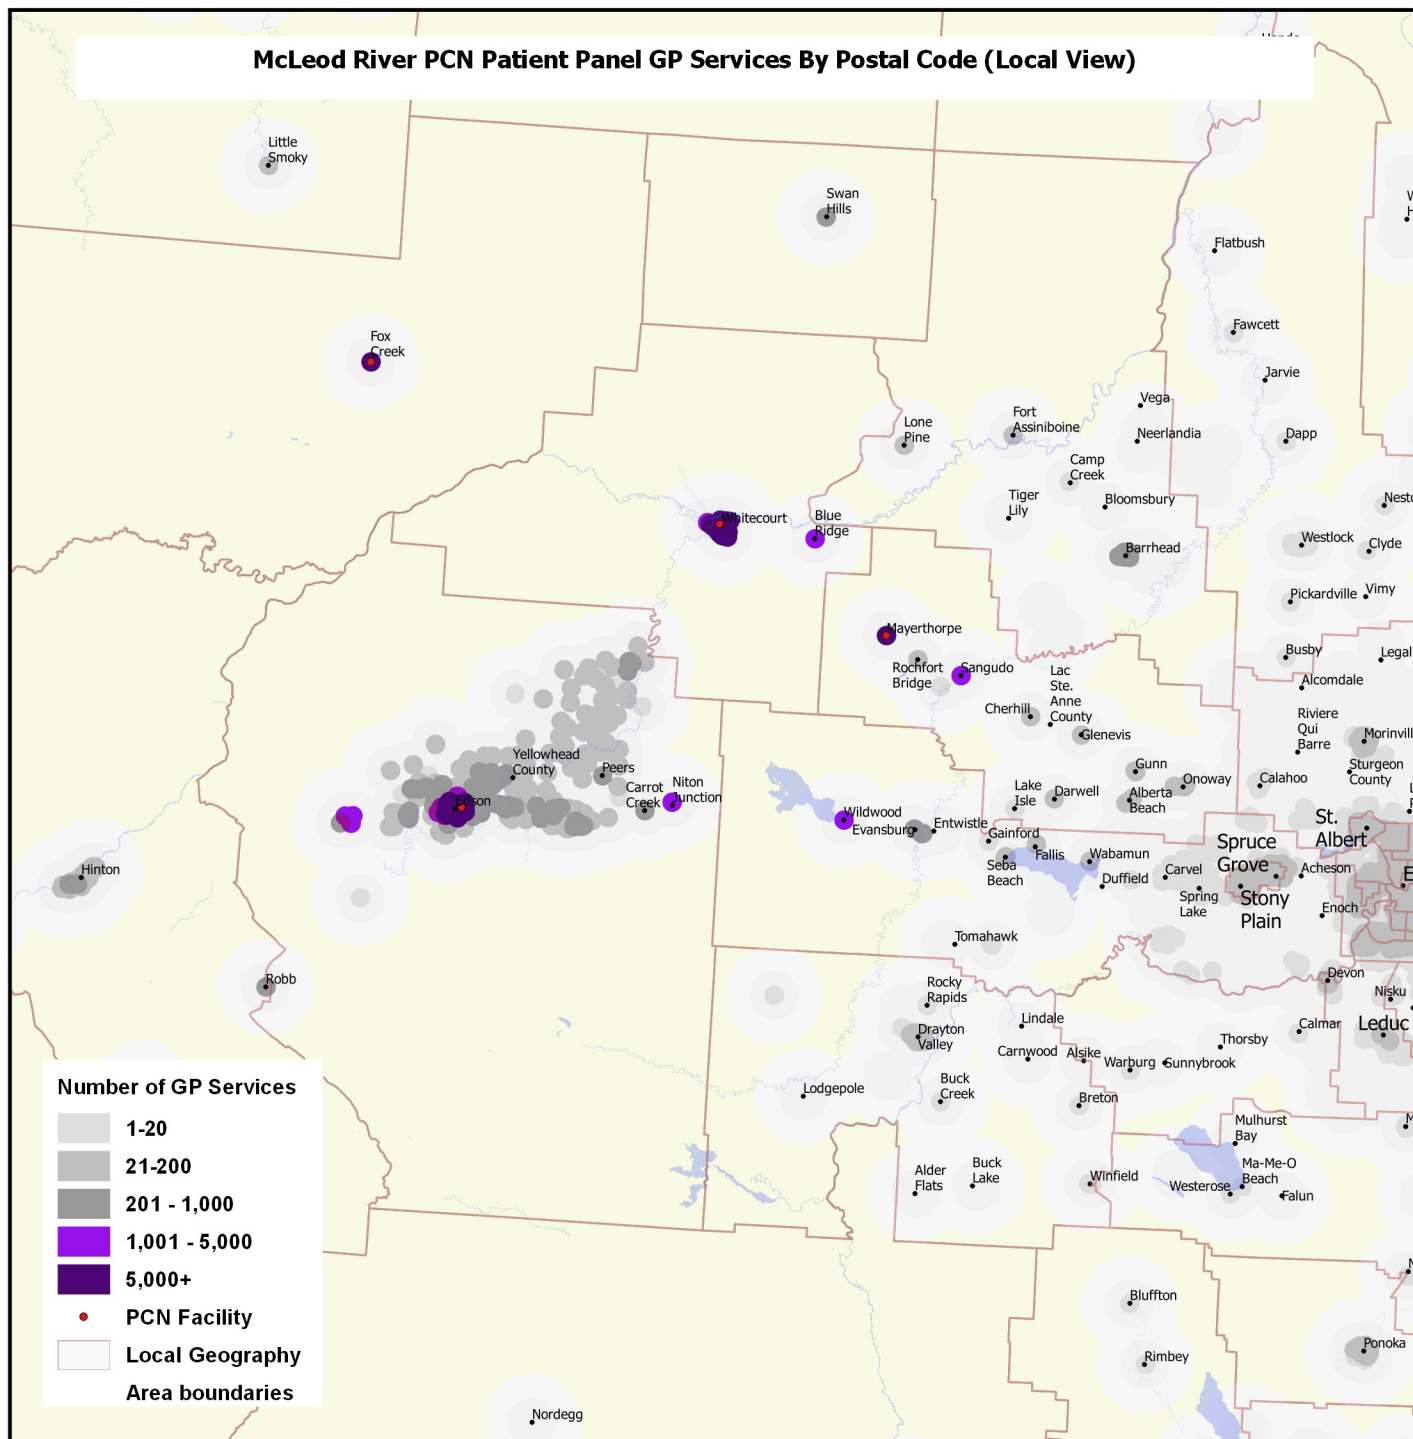 McLeod River PCN Patient Panel GP Services By Postal Code (Local View)
Little
Smoky
Swan
Hills
Flatbush
Fawcett
Fox
Creek
Jarvie
Vega
Lone
Pine
Fort
Assiniboine
Neerlandia
Dapp
Camp
Creek
Tiger
Lily
Bloomsbury
Whitecourt
Blue
Ridge
Barrhead
Westlock
Clyde
Pickardville
Vimy
Mayerthorpe
Rochfort
Bridge
Sangudo
Busby
Legal
Lac
Ste.
Anne
County
Alcomdale
Cherhill
Glenevis
Riviere
Qui
Barre
Morinvil
Yellowhead
County
Peers
Gunn
Onoway
Calahoo
Sturgeon
County
Carrot
Creek
Niton
Junction
Edson
Lake
Isle
Darwell
Alberta
Beach
Wildwood
Evansburg
Entwistle
Gainford
St.
Albert
Spruce
Grove
Seba
Beach
Fallis
Wabamun
Hinton
Duffield
Carvel
Acheson
Spring
Lake
Stony
Plain
Enoch
Tomahawk
Robb
Devon
Rocky
Rapids
Nisku
Drayton
Valley
Lindale
Calmar
Leduc
Carnwood
Alsike
Warburg
Sunnybrook
Thorsby
Lodgepole
Buck
Creek
Breton
Mulhurst
Bay
Alder
Flats
Buck
Lake
Winfield
Ma-Me-O
Beach
Westerose
Falun
Bluffton
Rimbey
Ponoka
Nordegg
Number of GP Services
1-20
21-200
201 - 1,000
1,001 - 5,000
5,000+
PCN Facility
Local Geography
Area boundaries